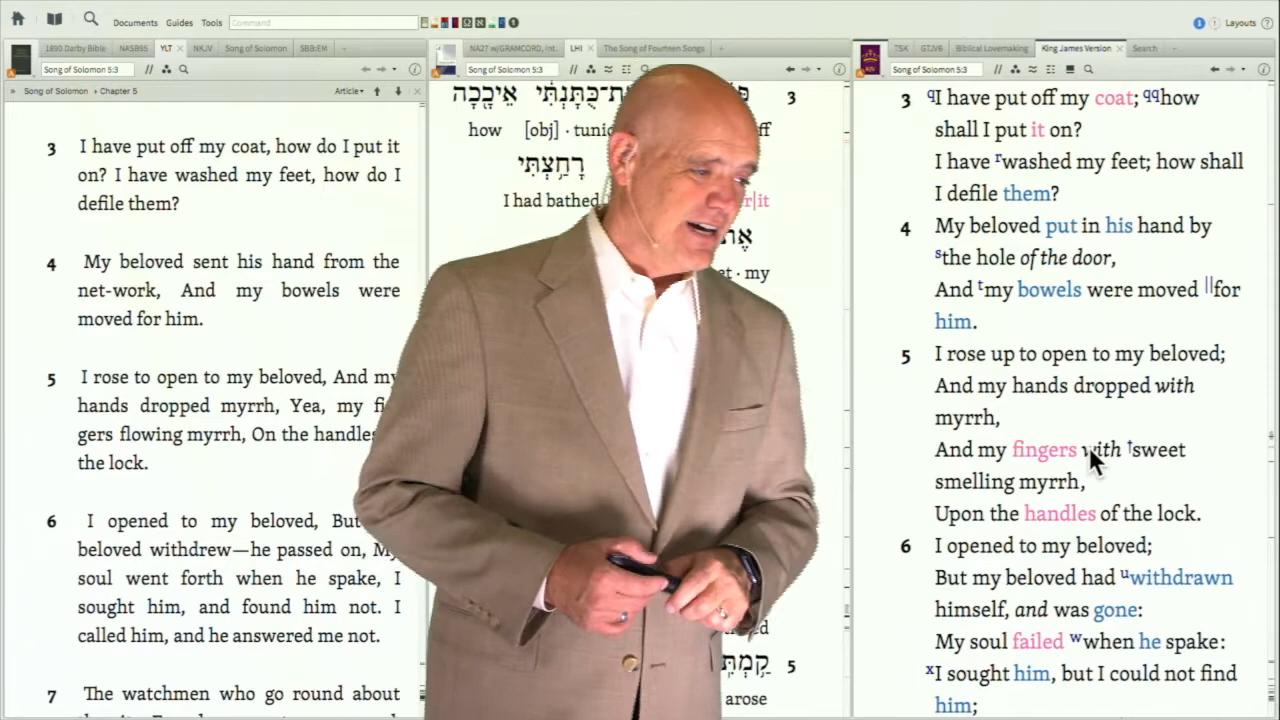 Documents Guides Tools Command Layouts
1890 Darby Bible NASB95 YLT NKJV Song of Solomon SBB:EM
Song of Solomon 5:3
» Song of Solomon › Chapter 5 Article
3 I have put off my coat, how do I put it
on? I have washed my feet, how do I
defile them?
4 My beloved sent his hand from the
net-work, And my bowels were
moved for him.
5 I rose to open to my beloved, And my
hands dropped myrrh, Yea, my fi
gers flowing myrrh, On the handles
the lock.
6 I opened to my beloved, But
beloved withdrew—he passed on, My
soul went forth when he spake, I
sought him, and found him not. I
called him, and he answered me not.
7 The watchmen who go round about
NA27 w/GRAMCORD, Int. LHI The Song of Fourteen Songs
Song of Solomon 5:3
אֵיכָ֖כָה 3
how [obj] · tunic ff
רָחַ֥צְתִּי
I had bathed r|it
et · my
ed
קַ֥מְתִּֽי 5
arose
TSK GTJV6 Biblical Lovemaking King James Version Search
Song of Solomon 5:3
3 qI have put off my coat; qqhow
shall I put it on?
I have rwashed my feet; how shall
I defile them?
4 My beloved put in his hand by
sthe hole of the door,
And tmy bowels were moved ||for
him.
5 I rose up to open to my beloved;
And my hands dropped with
myrrh,
And my fingers with †sweet
smelling myrrh,
Upon the handles of the lock.
6 I opened to my beloved;
But my beloved had uwithdrawn
himself, and was gone:
My soul failed wwhen he spake:
xI sought him, but I could not find
him;